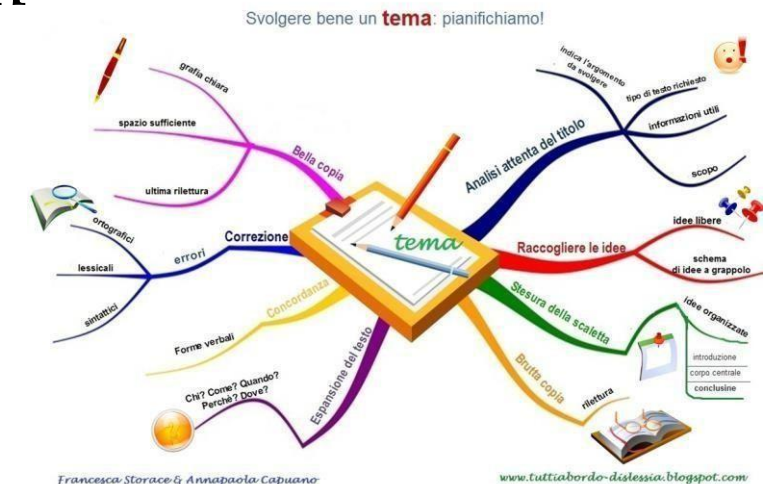 Svolgere bene un tema: pianifichiamo!
tema
Analisi attenta del titolo
indica l'argomento
da svolgere
tipo di testo richiesto
informazioni utili
scopo
Raccogliere le idee
idee libere
schema
di idee a grappolo
Stesura della scaletta
idee organizzate
introduzione
corpo centrale
conclusine
Brutta copia
rilettura
Espansione del testo
Chi? Come? Quando?
Perché? Dove?
Concordanza
Forme verbali
Correzione
errori
ortografici
lessicali
sintattici
Bella copia
grafia chiara
spazio sufficiente
ultima rilettura
Francesca Storace & Annapaola Capuano
www.tuttiabordo-dislessia.blogspot.com